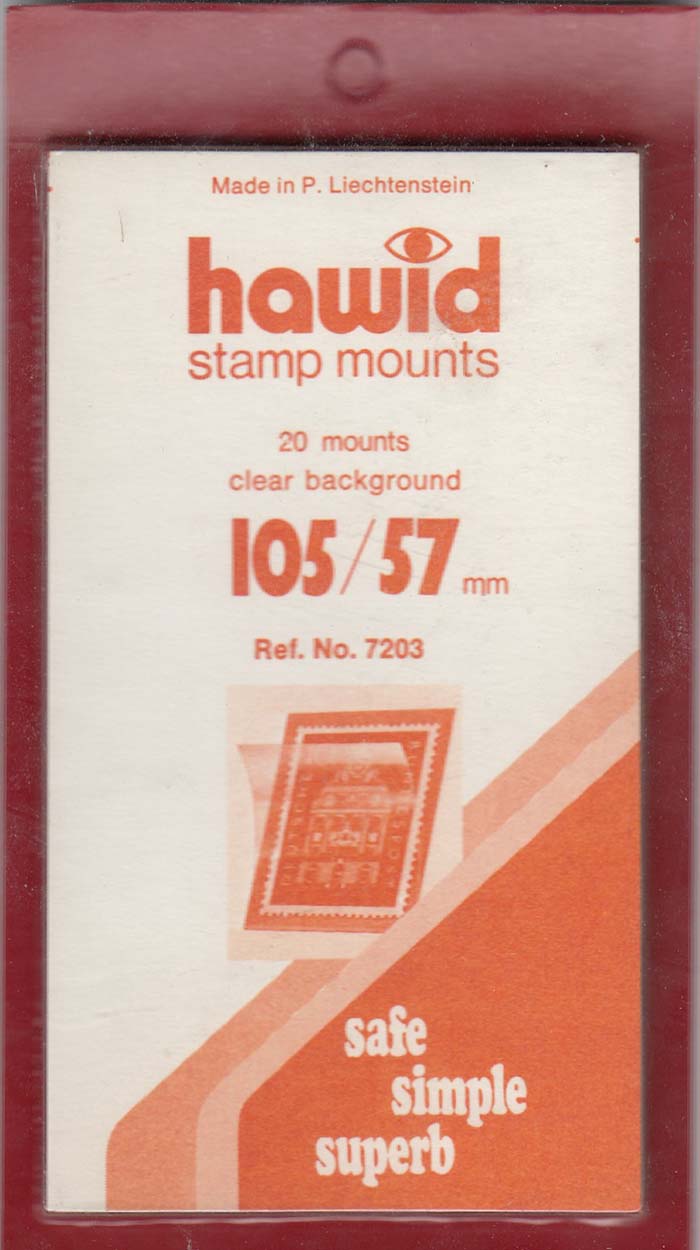 Made in P. Liechtenstein
hawid
stamp mounts
20 mounts
clear background
105/57 mm
Ref. No. 7203
safe
simple
superb